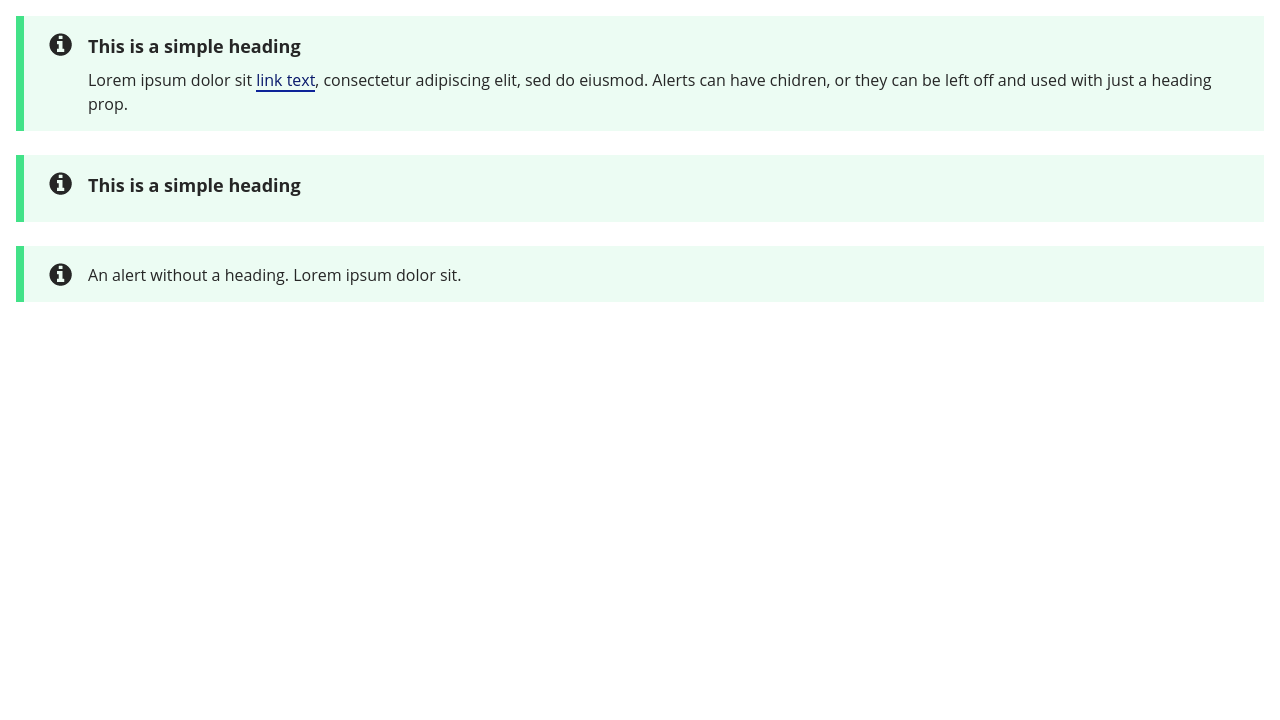 This is a simple heading
Lorem ipsum dolor sit link text, consectetur adipiscing elit, sed do eiusmod. Alerts can have chidren, or they can be left off and used with just a heading
prop.
This is a simple heading
An alert without a heading. Lorem ipsum dolor sit.